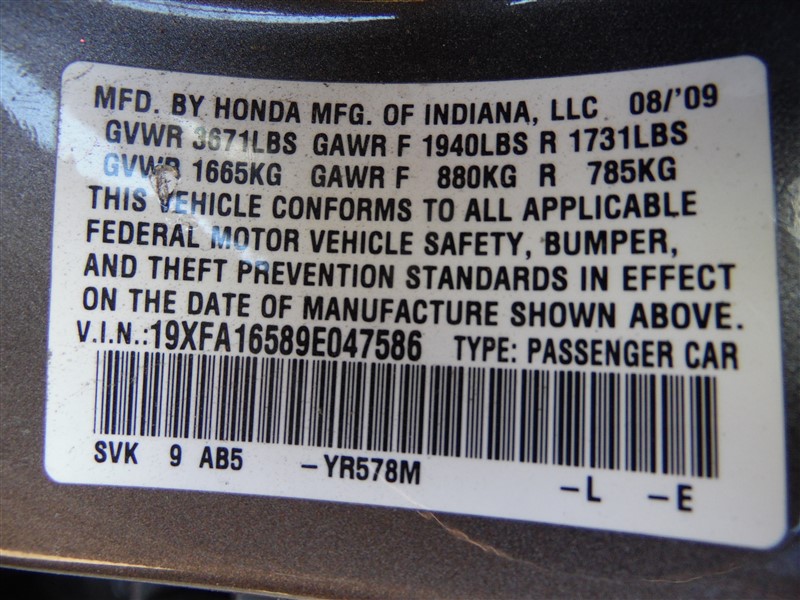 MFD. BY HONDA MFG. OF INDIANA, LLC 08/'09
GVWR 3671LBS GAWR F 1940LBS R 1731LBS
GVWR 1665KG GAWR F 880KG R 785KG
THIS VEHICLE CONFORMS TO ALL APPLICABLE
FEDERAL MOTOR VEHICLE SAFETY, BUMPER,
AND THEFT PREVENTION STANDARDS IN EFFECT
ON THE DATE OF MANUFACTURE SHOWN ABOVE.
V.I.N.:19XFA16589E047586 TYPE: PASSENGER CAR
SVK 9 AB5 –YR578M –L –E